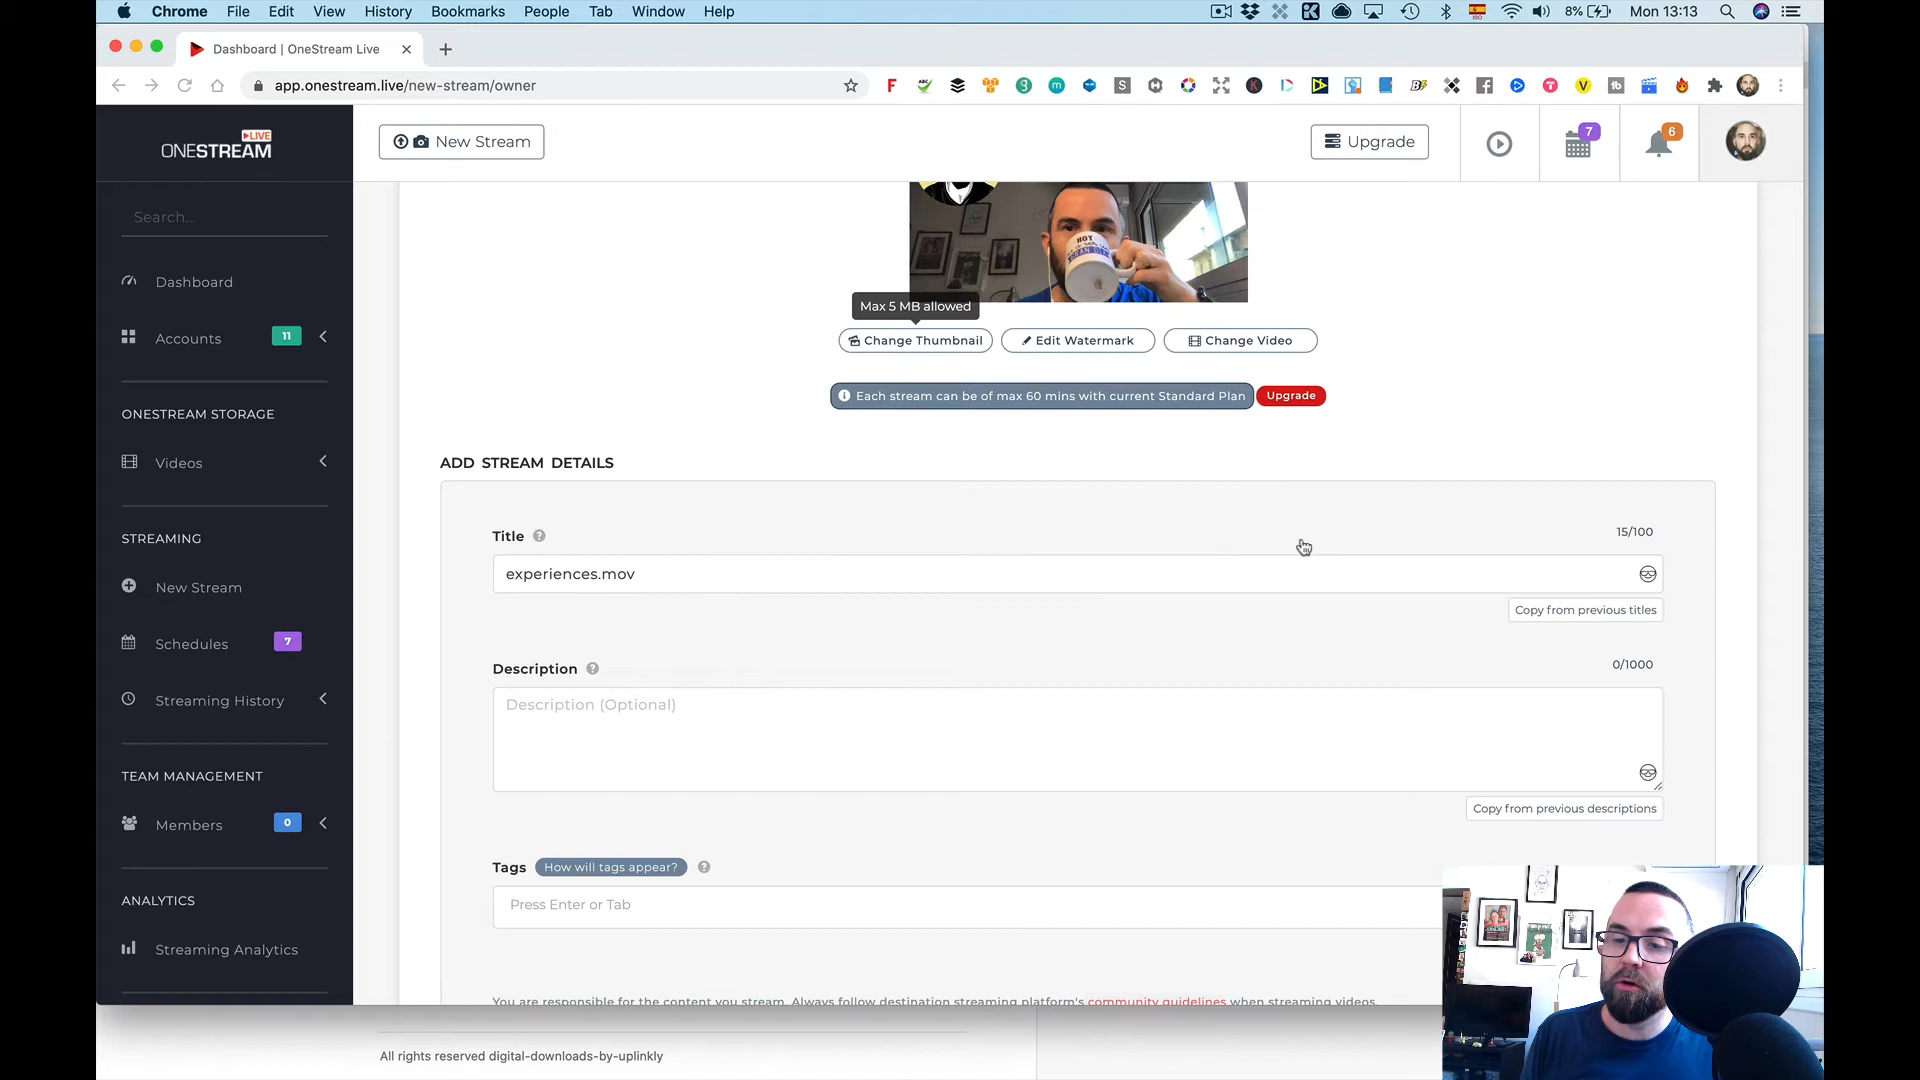 Chrome File Edit View History Bookmarks People Tab Window Help
8% Mon 13:13
Dashboard | OneStream Live
app.onestream.live/new-stream/owner
LIVE
ONESTREAM
New Stream
Upgrade
7
6
Search...
Dashboard
Accounts 11
ONESTREAM STORAGE
Videos
STREAMING
New Stream
Schedules 7
Streaming History
TEAM MANAGEMENT
Members 0
ANALYTICS
Streaming Analytics
HOY
GRAN DÍA
Max 5 MB allowed
Change Thumbnail
Edit Watermark
Change Video
Each stream can be of max 60 mins with current Standard Plan
Upgrade
ADD STREAM DETAILS
Title
15/100
experiences.mov
Copy from previous titles
Description
0/1000
Description (Optional)
Copy from previous descriptions
Tags How will tags appear?
Press Enter or Tab
You are responsible for the content you stream. Always follow destination streaming platform's community guidelines when streaming videos.
All rights reserved digital-downloads-by-uplinkly